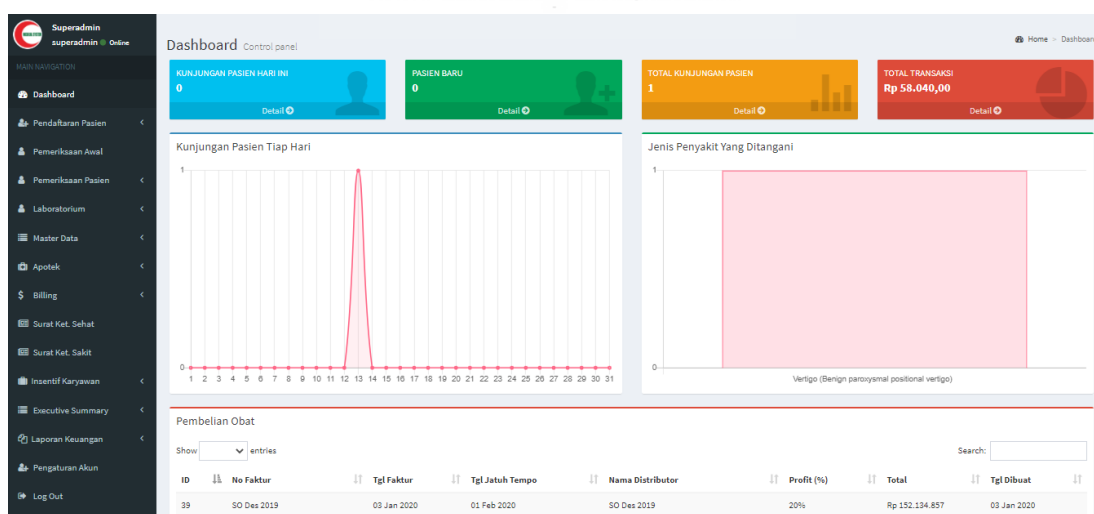 Superadmin
superadmin Online
MAIN NAVIGATION
Dashboard
Pendaftaran Pasien
Pemeriksaan Awal
Pemeriksaan Pasien
Laboratorium
Master Data
Apotek
$ Billing
Surat Ket. Sehat
Surat Ket. Sakit
Insentif Karyawan
Executive Summary
Laporan Keuangan
Pengaturan Akun
Log Out
Dashboard Control panel
Home > Dashboar
KUNJUNGAN PASIEN HARI INI
0
Detail
PASIEN BARU
0
Detail
TOTAL KUNJUNGAN PASIEN
1
Detail
TOTAL TRANSAKSI
Rp 58.040,00
Detail
Kunjungan Pasien Tiap Hari
1
0
1 2 3 4 5 6 7 8 9 10 11 12 13 14 15 16 17 18 19 20 21 22 23 24 25 26 27 28 29 30 31
Jenis Penyakit Yang Ditangani
1
0
Vertigo (Benign paroxysmal positional vertigo)
Pembelian Obat
Show entries
Search:
ID No Faktur Tgl Faktur Tgl Jatuh Tempo Nama Distributor Profit (%) Total Tgl Dibuat
39 SO Des 2019 03 Jan 2020 01 Feb 2020 SO Des 2019 20% Rp 152.134.857 03 Jan 2020